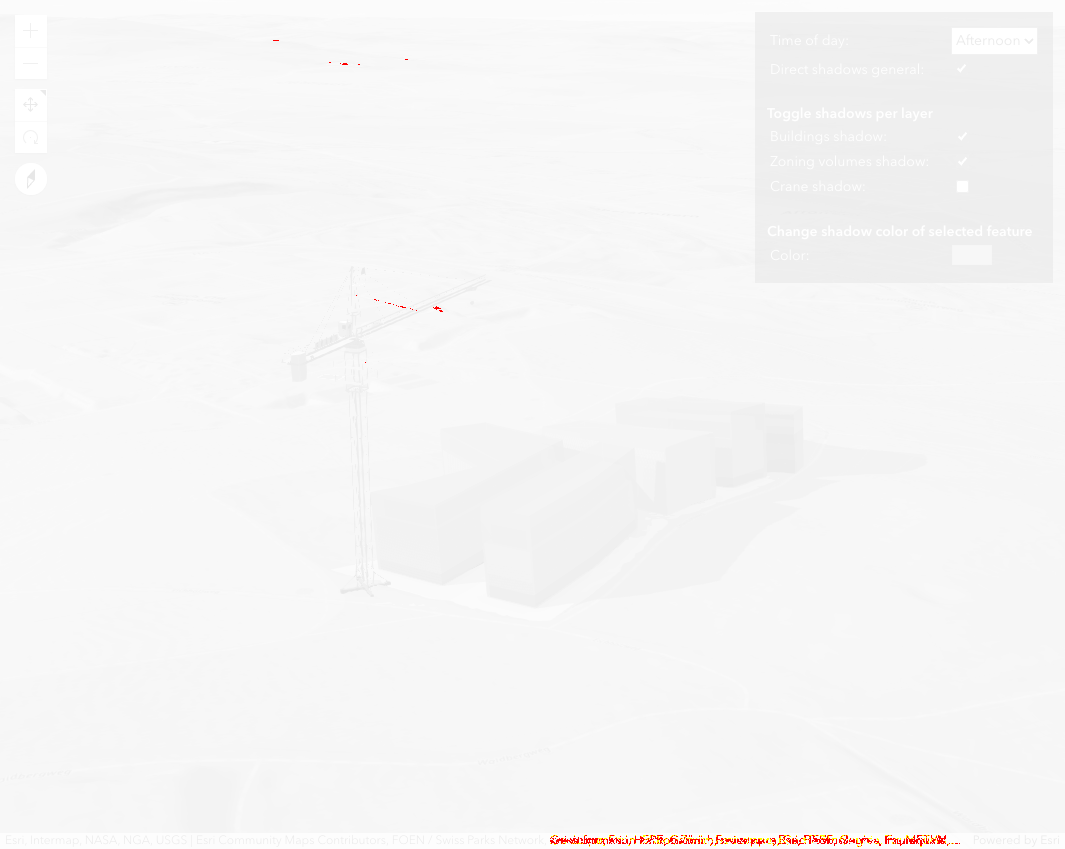 Time of day: Afternoon
Direct shadows general:
Toggle shadows per layer
Buildings shadow:
Zoning volumes shadow:
Crane shadow:
Change shadow color of selected feature
Color:
Esri, Intermap, NASA, NGA, USGS | Esri Community Maps Contributors, FOEN / Swiss Parks Network, Powered by Esri